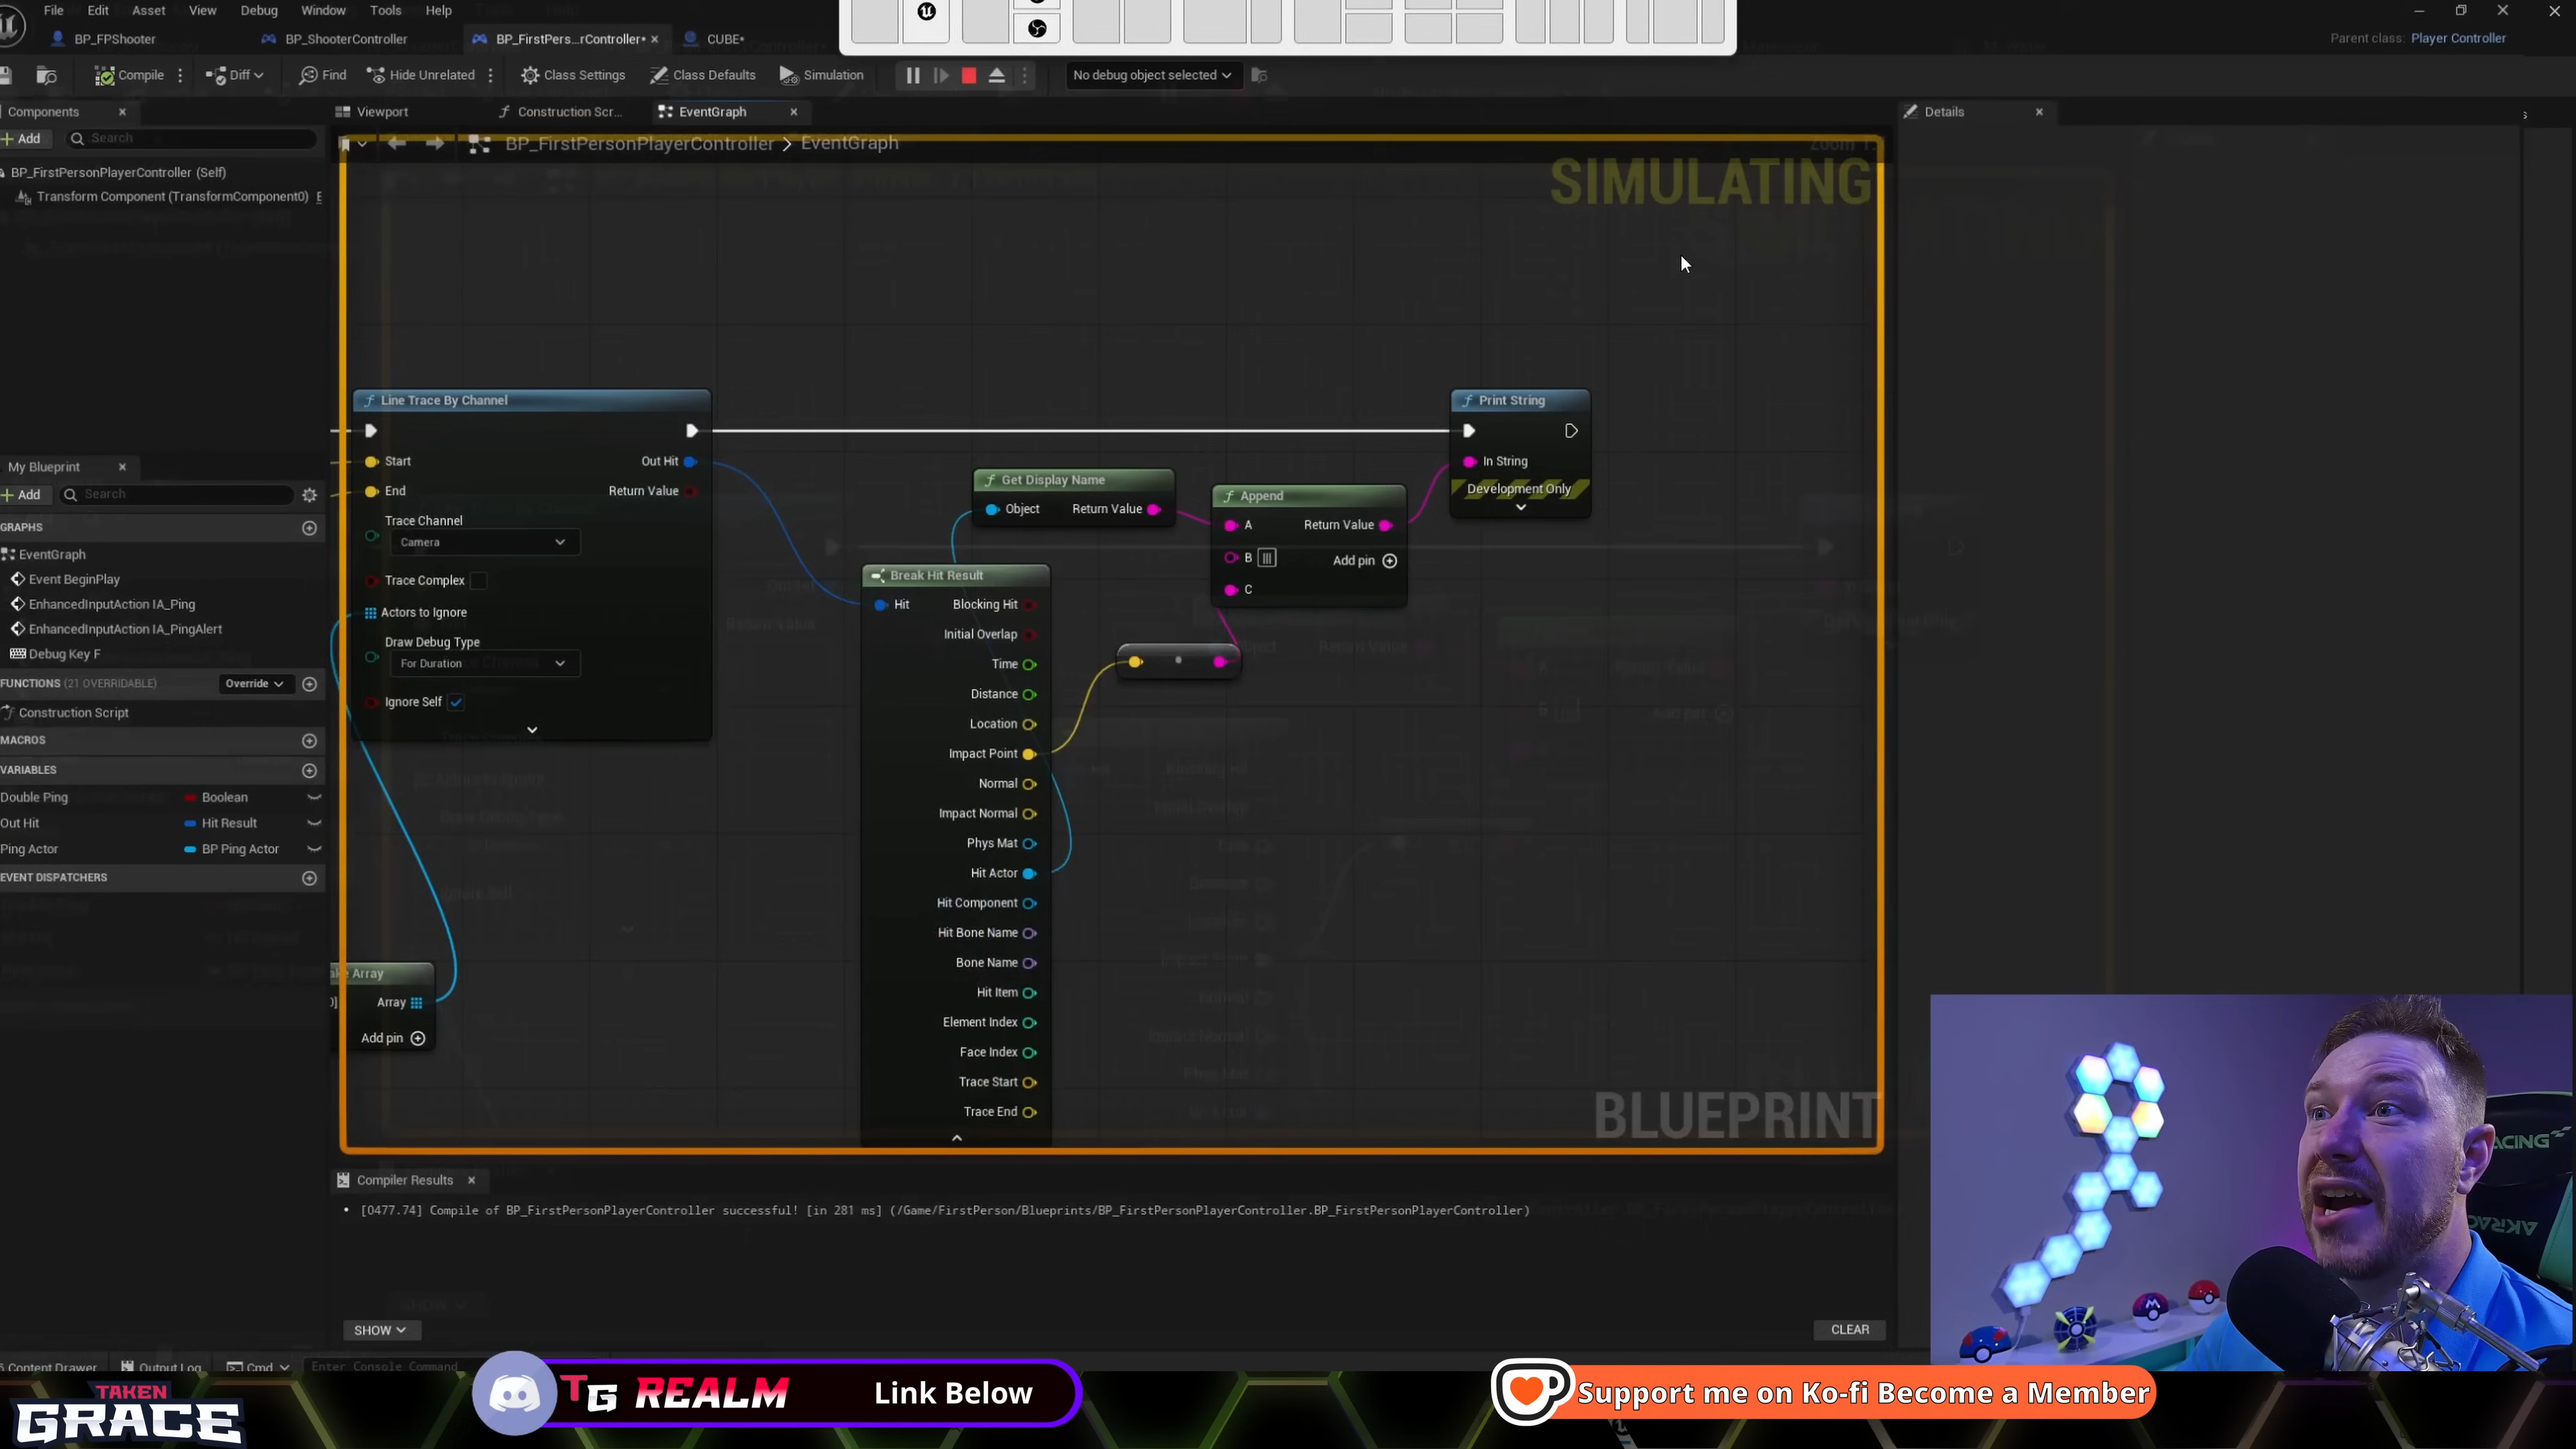 File Edit Asset View Debug Window Tools Help
BP_FPShooter BP_ShooterController BP_FirstPers...rController* CUBE*
Parent class: Player Controller
Compile Diff Find Hide Unrelated Class Settings Class Defaults Simulation No debug object selected
Components Viewport Construction Scr... EventGraph Details
Add Search
BP_FirstPersonPlayerController > EventGraph
BP_FirstPersonPlayerController (Self)
Transform Component (TransformComponent0) E
SIMULATING
My Blueprint
Add Search
GRAPHS
EventGraph
Event BeginPlay
EnhancedInputAction IA_Ping
EnhancedInputAction IA_PingAlert
Debug Key F
FUNCTIONS (21 OVERRIDABLE) Override
Construction Script
MACROS
VARIABLES
Double Ping Boolean
Out Hit Hit Result
Ping Actor BP Ping Actor
EVENT DISPATCHERS
Line Trace By Channel
Start Out Hit
End Return Value
Trace Channel
Camera
Trace Complex
Actors to Ignore
Draw Debug Type
For Duration
Ignore Self
Array
Array
Add pin
Get Display Name
Object Return Value
Append
A Return Value
B Add pin
C
Print String
In String
Development Only
Break Hit Result
Hit Blocking Hit
Initial Overlap
Time
Distance
Location
Impact Point
Normal
Impact Normal
Phys Mat
Hit Actor
Hit Component
Hit Bone Name
Bone Name
Hit Item
Element Index
Face Index
Trace Start
Trace End
BLUEPRINT
Compiler Results
[0477.74] Compile of BP_FirstPersonPlayerController successful! [in 281 ms] (/Game/FirstPerson/Blueprints/BP_FirstPersonPlayerController.BP_FirstPersonPlayerController)
SHOW CLEAR
Content Drawer Output Log Cmd Enter Console Command
TAKEN
GRACE
TG REALM Link Below
Support me on Ko-fi Become a Member